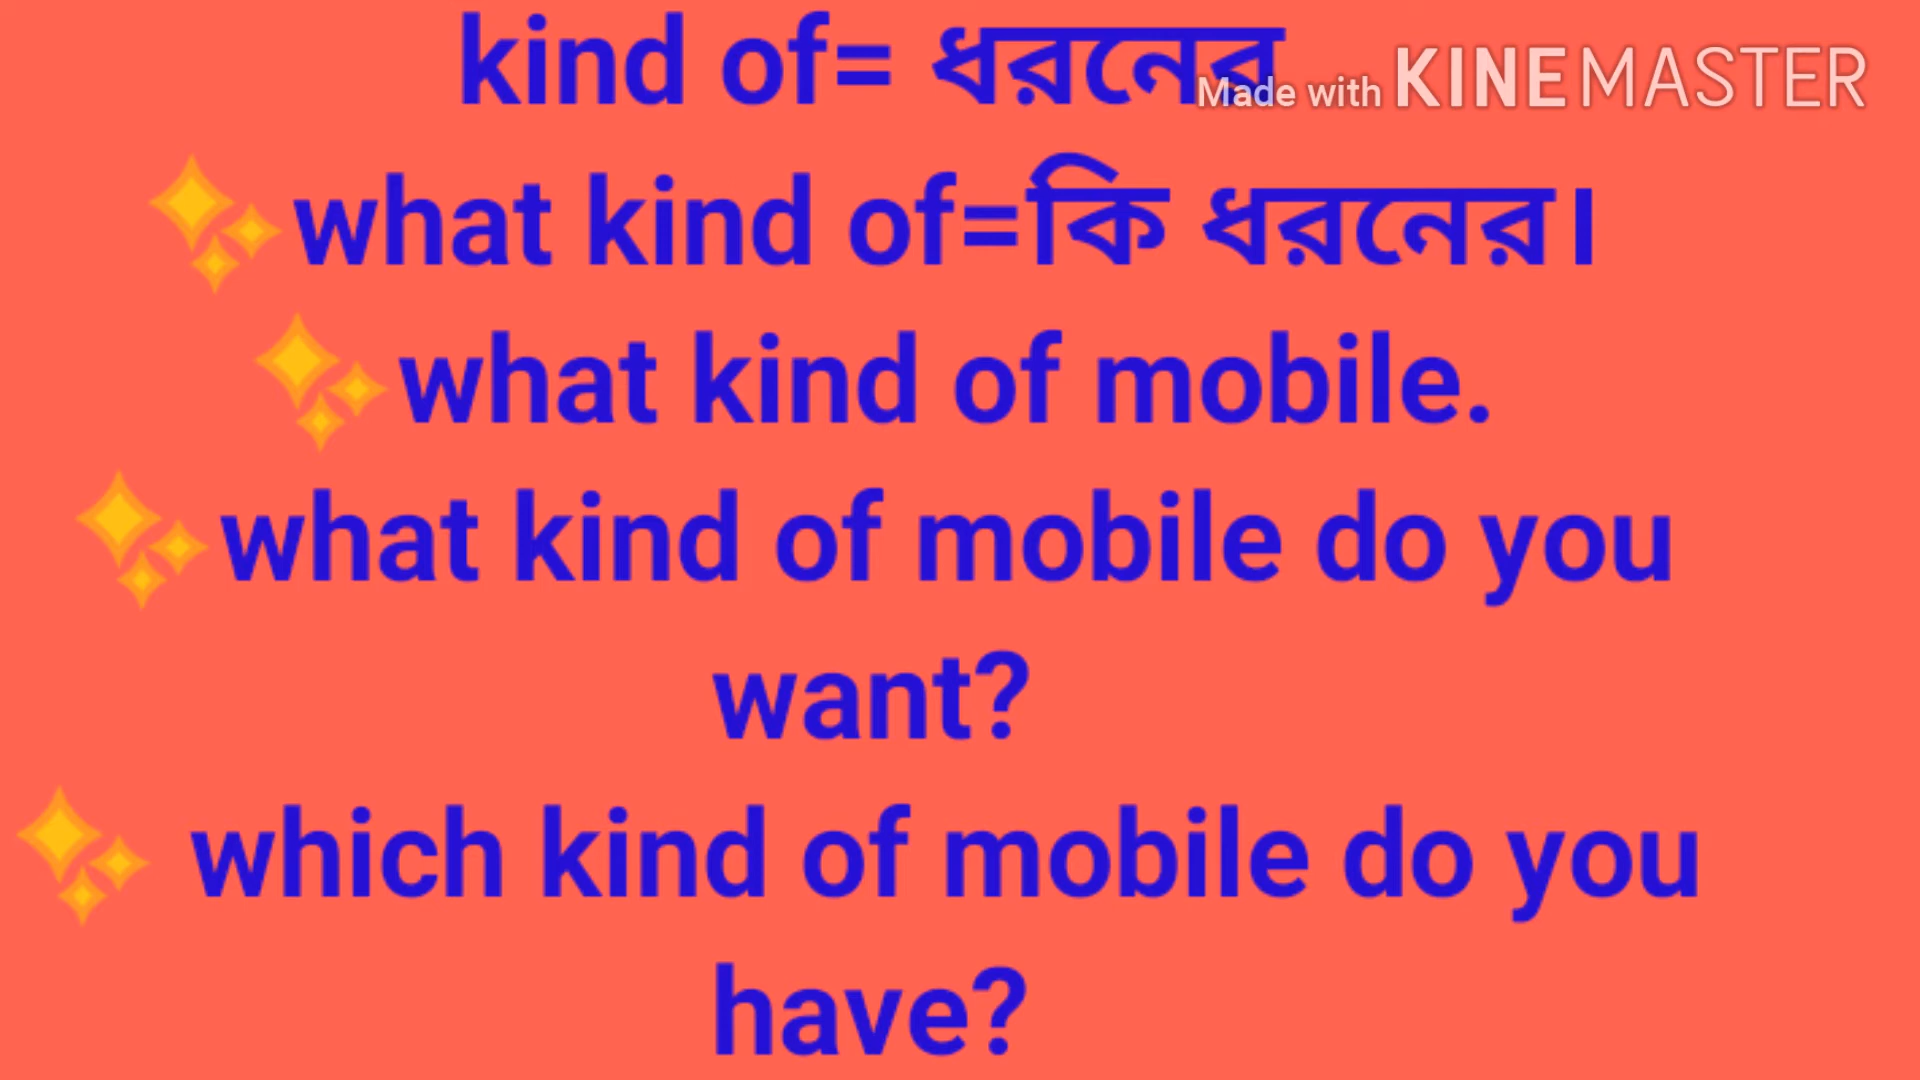 kind of= ধরনের
Made with KINEMASTER
✨what kind of=কি ধরনের।
✨what kind of mobile.
✨what kind of mobile do you
want?
✨ which kind of mobile do you
have?